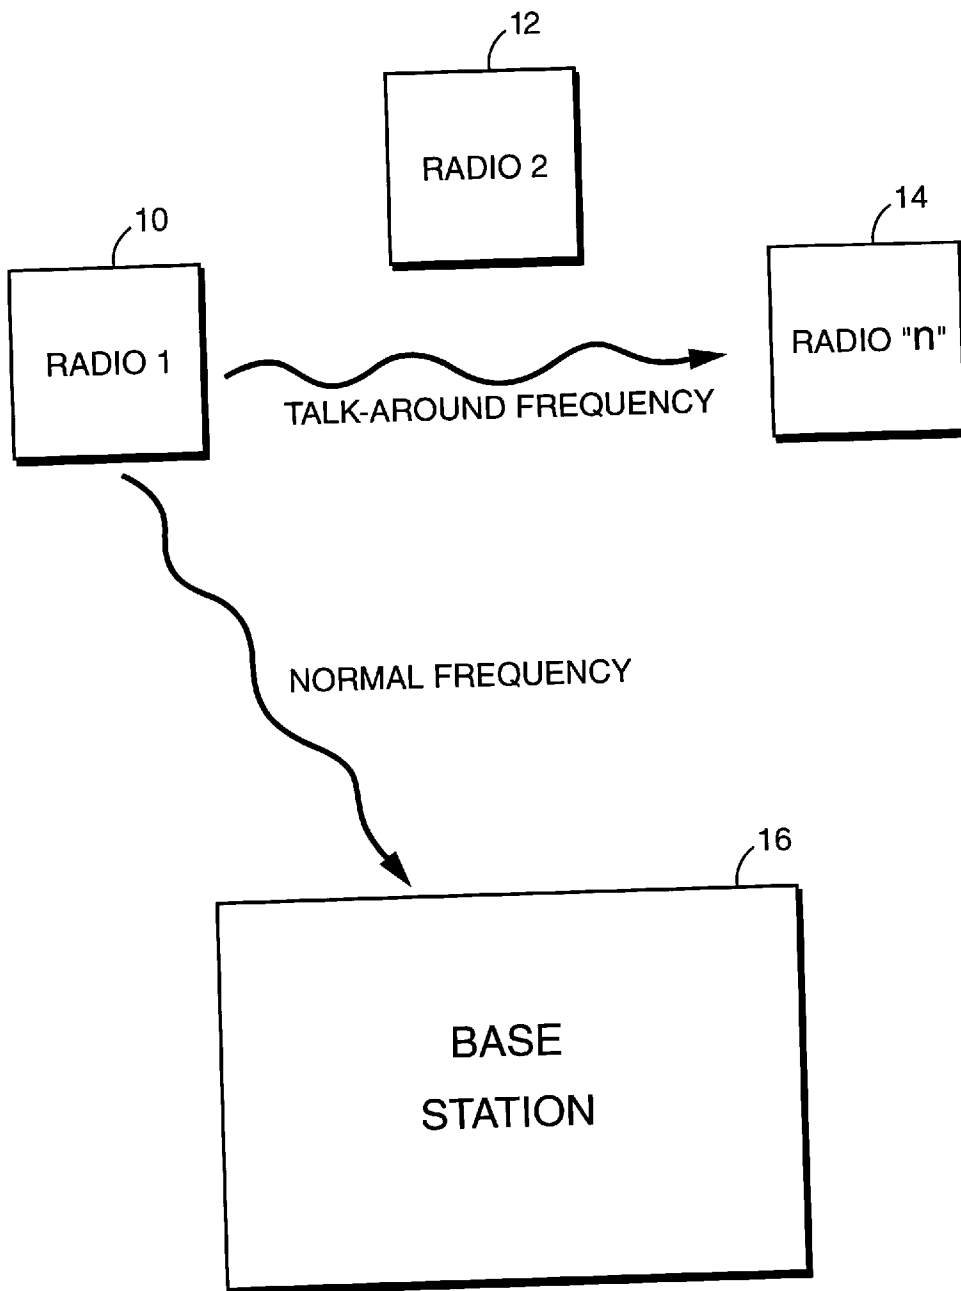 12
RADIO 2
10
RADIO 1
14
RADIO "n"
TALK-AROUND FREQUENCY
NORMAL FREQUENCY
16
BASE
STATION